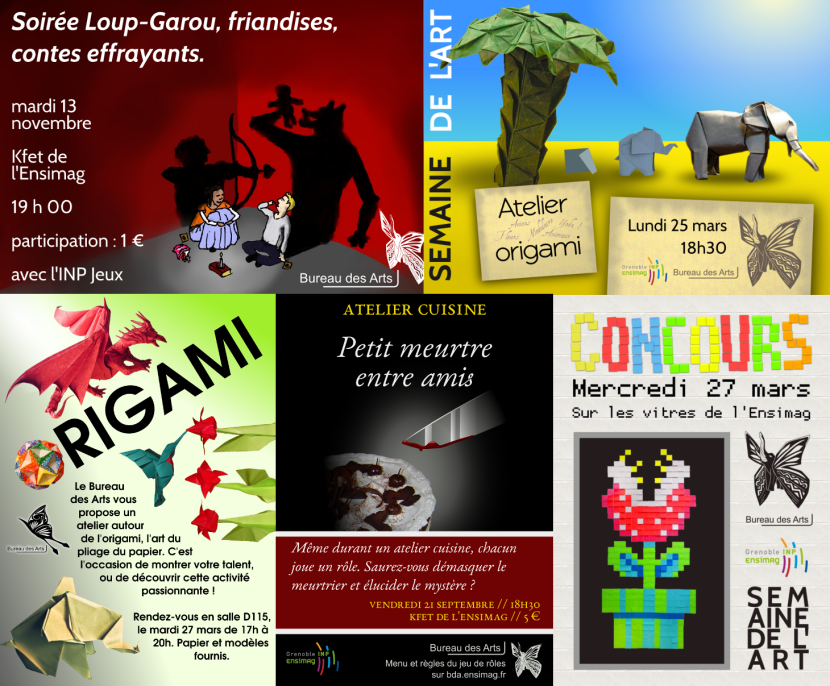 Soirée Loup-Garou, friandises,
contes effrayants.
mardi 13
novembre
Kfet de
l'Ensimag
19 h 00
participation : 1 €
avec l'INP Jeux
Bureau des Arts
SEMAINE DE L'ART
Atelier
origami
Lundi 25 mars
18h30
Grenoble INP
ENSIMAG
Bureau des Arts
RIGAMI
Le Bureau
des Arts vous
propose un
atelier autour
de l'origami, l'art du
pliage du papier. C'est
l'occasion de montrer votre talent,
ou de découvrir cette activité
passionnante !
Bureau des Arts
Rendez-vous en salle D115,
le mardi 27 mars de 17h à
20h. Papier et modèles
fournis.
ATELIER CUISINE
Petit meurtre
entre amis
Même durant un atelier cuisine, chacun
joue un rôle. Saurez-vous démasquer le
meurtrier et élucider le mystère ?
VENDREDI 21 SEPTEMBRE // 18H30
KFET DE L'ENSIMAG // 5 €
Grenoble INP
ENSIMAG
Bureau des Arts
Menu et règles du jeu de rôles
sur bda.ensimag.fr
CONCOURS
Mercredi 27 mars
Sur les vitres de l'Ensimag
Bureau des Arts
Grenoble INP
ENSIMAG
SEM
AINE
DE L'
ART